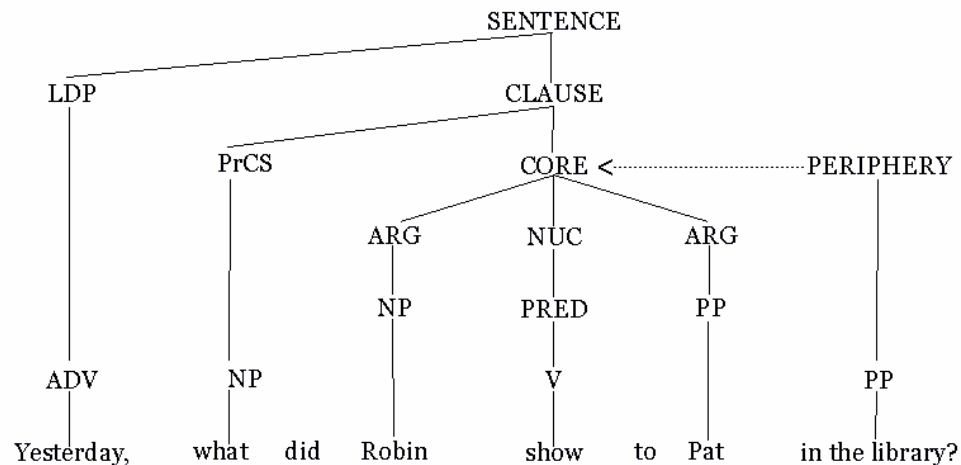 SENTENCE
LDP CLAUSE
PrCS CORE PERIPHERY
ARG NUC ARG
NP PRED PP
ADV NP V PP
Yesterday, what did Robin show to Pat in the library?